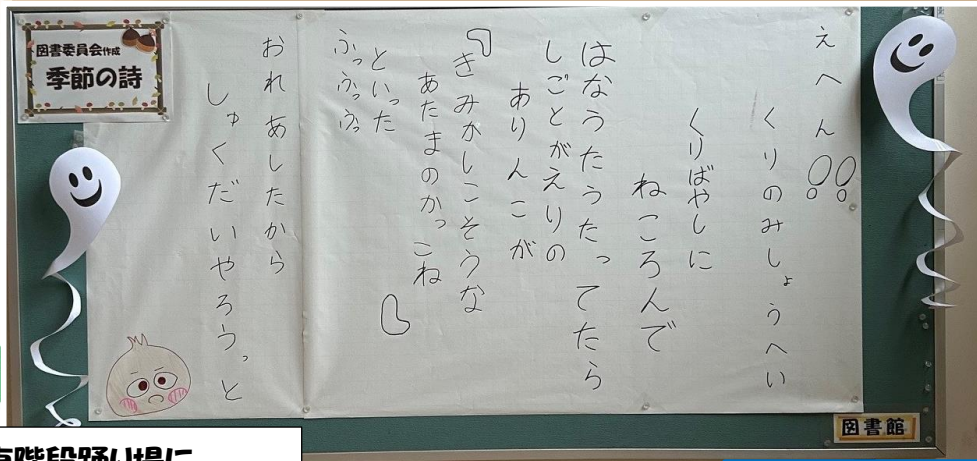 図書委員会作成
季節の詩
えへん!!
くりのみしょうへい
くりばやしに
ねころんで
はなうたうたってたら
しごとがえりの
ありんこが
「きみかしこそうな
あたまのかっこね」
といった
ふっふっふっ
おれあしたから
しゅくだいやろうっと
図書館